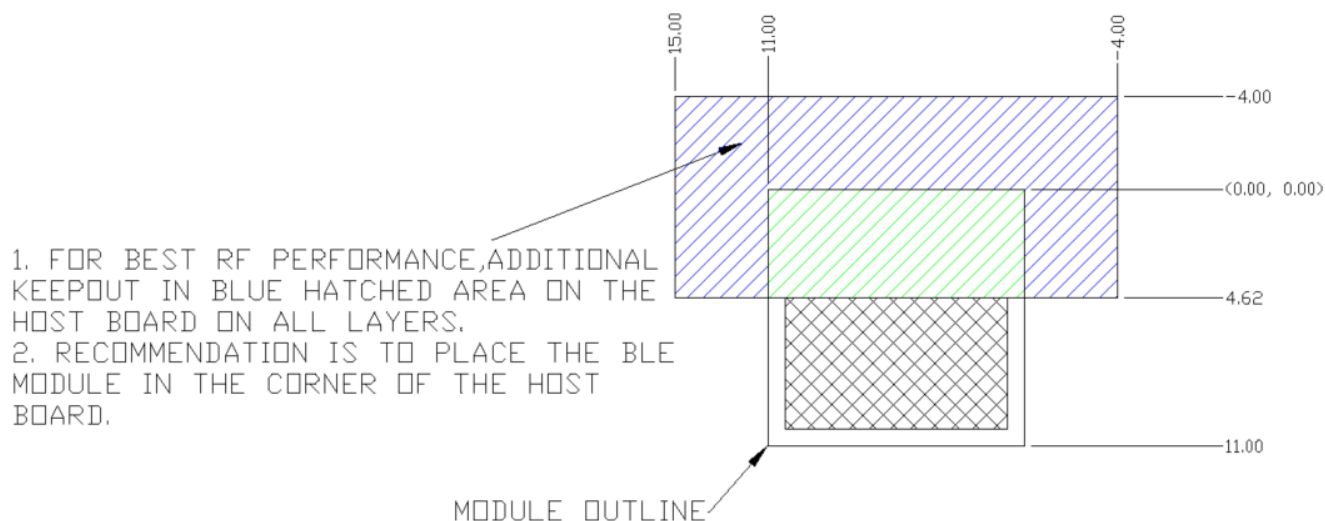 15.00
11.00
-4.00
-4.00
(0.00, 0.00)
1. FOR BEST RF PERFORMANCE,ADDITIONAL
KEEPOUT IN BLUE HATCHED AREA ON THE
HOST BOARD ON ALL LAYERS.
2. RECOMMENDATION IS TO PLACE THE BLE
MODULE IN THE CORNER OF THE HOST
BOARD.
4.62
11.00
MODULE OUTLINE